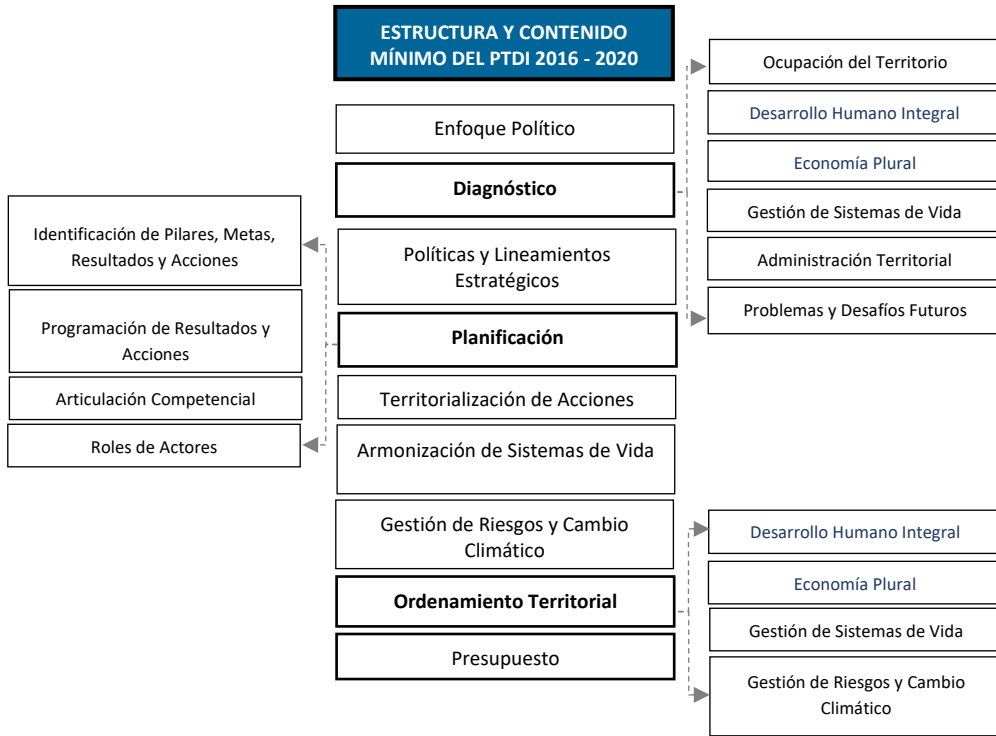 ESTRUCTURA Y CONTENIDO
MÍNIMO DEL PTDI 2016 - 2020
Enfoque Político
Diagnóstico
Políticas y Lineamientos
Estratégicos
Planificación
Territorialización de Acciones
Armonización de Sistemas de Vida
Gestión de Riesgos y Cambio
Climático
Ordenamiento Territorial
Presupuesto
Identificación de Pilares, Metas,
Resultados y Acciones
Programación de Resultados y
Acciones
Articulación Competencial
Roles de Actores
Ocupación del Territorio
Desarrollo Humano Integral
Economía Plural
Gestión de Sistemas de Vida
Administración Territorial
Problemas y Desafíos Futuros
Desarrollo Humano Integral
Economía Plural
Gestión de Sistemas de Vida
Gestión de Riesgos y Cambio
Climático